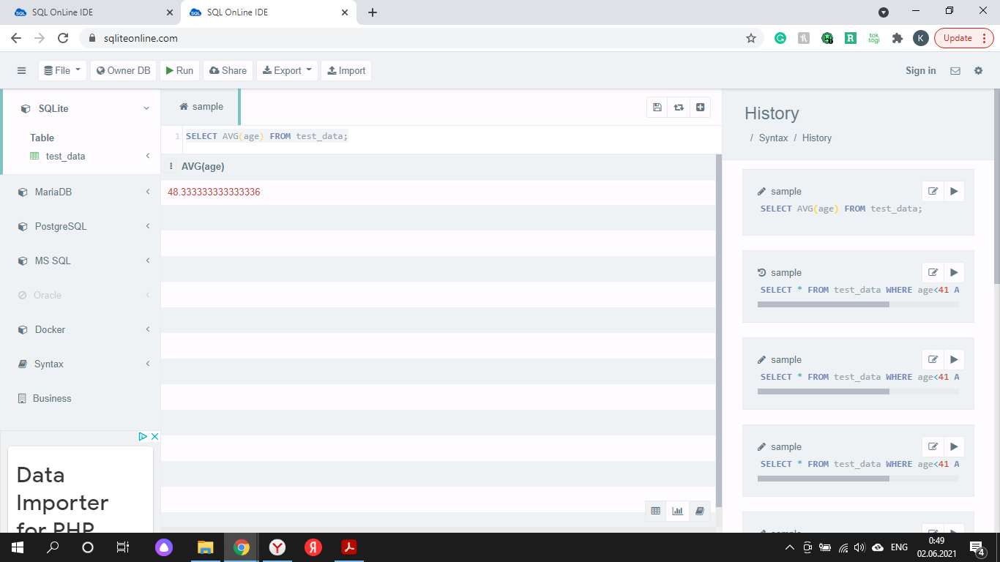 SQL OnLine IDE
SQL OnLine IDE
sqliteonline.com
K
Update
File
Owner DB
Run
Share
Export
Import
Sign in
SQLite
Table
test_data
MariaDB
PostgreSQL
MS SQL
Oracle
Docker
Syntax
Business
Data
Importer
for PHP
sample
1 SELECT AVG(age) FROM test_data;
AVG(age)
48.333333333333336
History
/ Syntax / History
sample
SELECT AVG(age) FROM test_data;
sample
SELECT * FROM test_data WHERE age<41 A
sample
SELECT * FROM test_data WHERE age<41 A
sample
SELECT * FROM test_data WHERE age<41 A
sample
ENG
0:49
02.06.2021
4